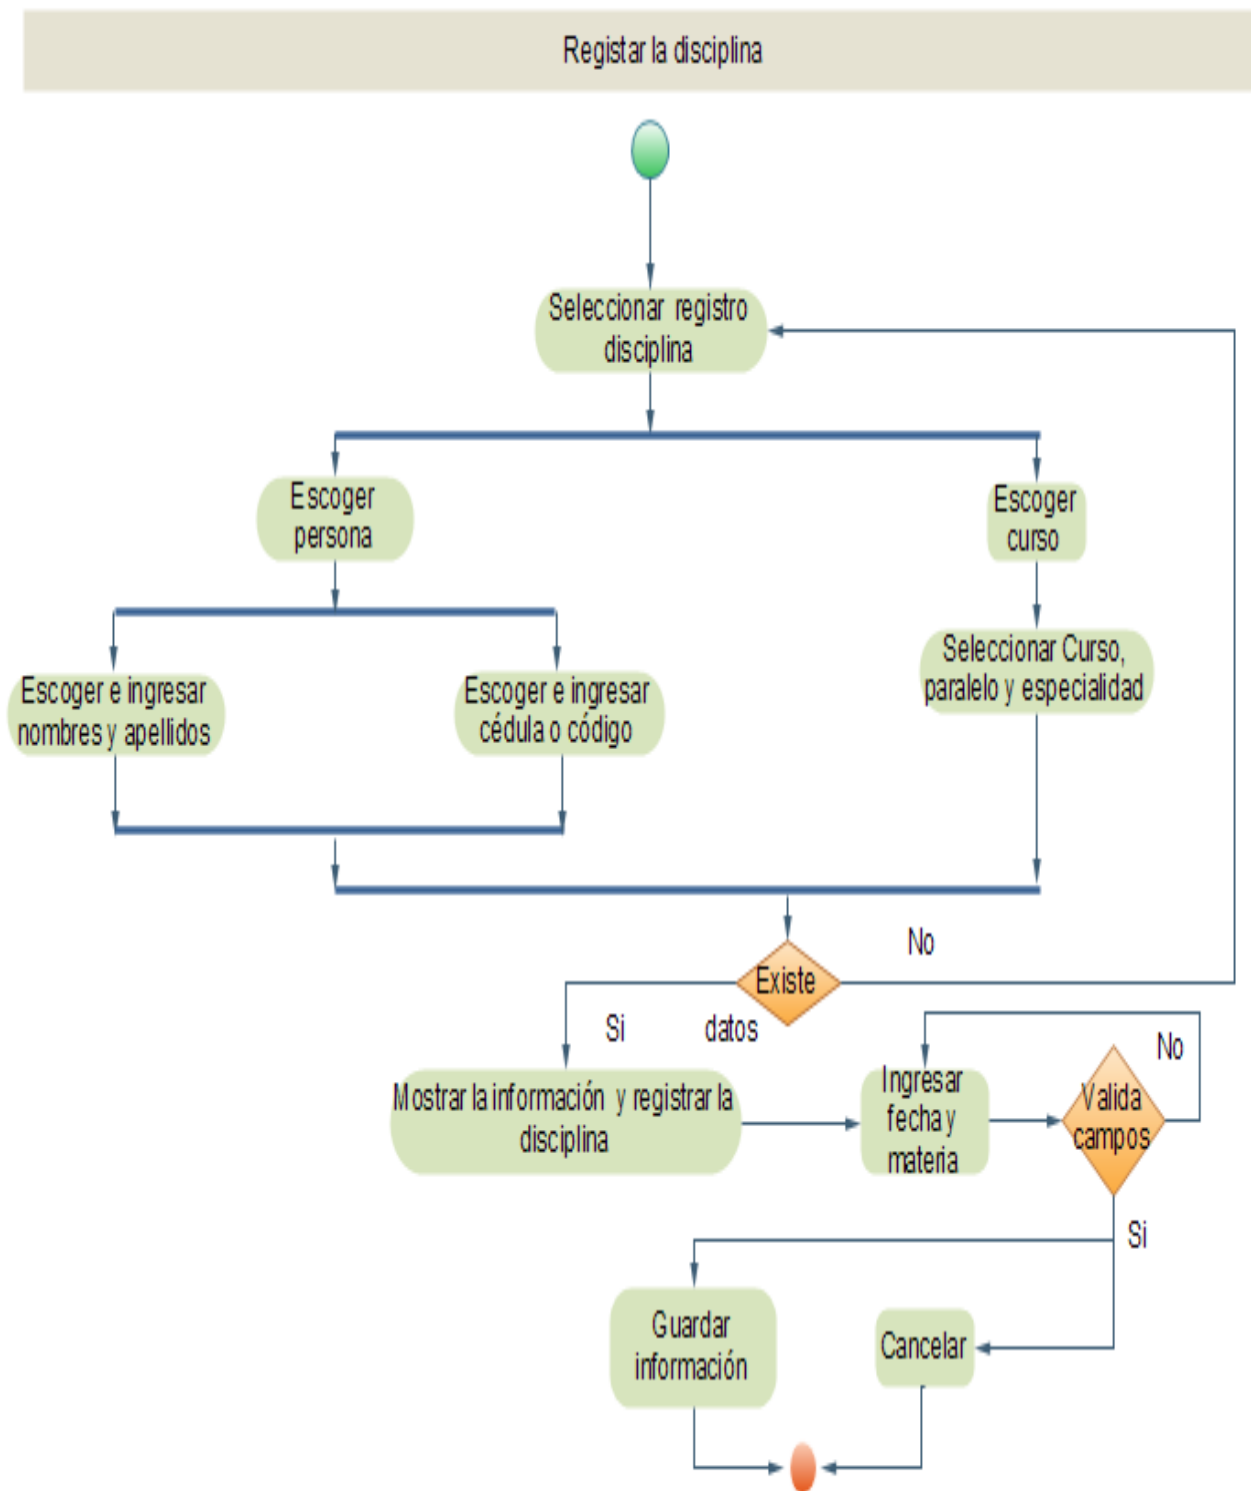 Registar la disciplina
Seleccionar registro
disciplina
Escoger
persona
Escoger
curso
Escoger e ingresar
nombres y apellidos
Escoger e ingresar
cédula o código
Seleccionar Curso,
paralelo y especialidad
No
Existe
Si
datos
Mostrar la información y registrar la
disciplina
Ingresar
fecha y
materia
Valida
campos
No
Si
Guardar
información
Cancelar